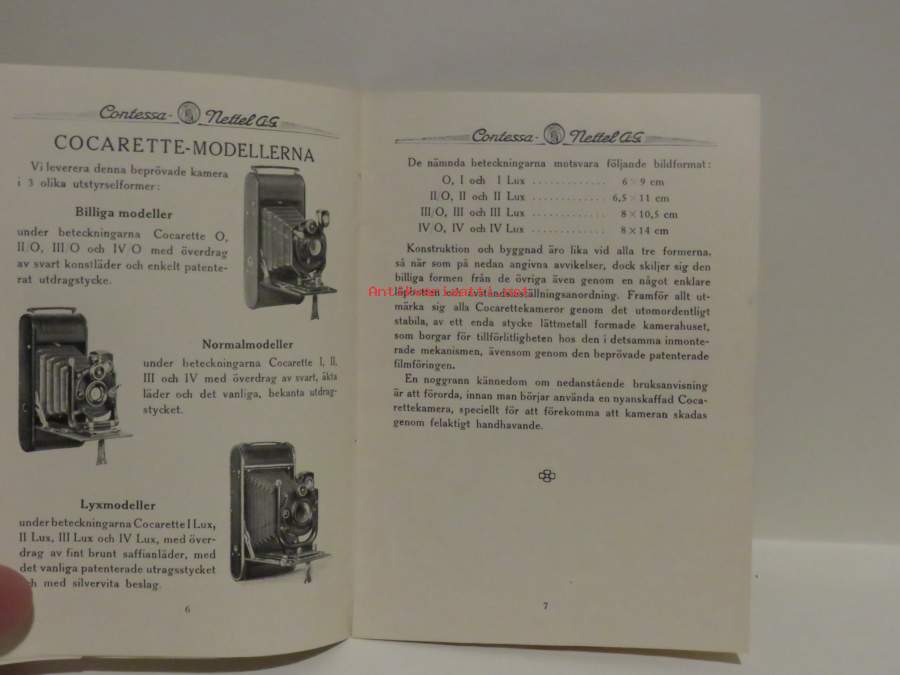 Contessa- Nettel AG
COCARETTE-MODELLERNA
Vi leverera denna beprövade kamera
i 3 olika utstyrselformer:
Billiga modeller
under beteckningarna Cocarette O,
II/O, III/O och IV/O med överdrag
av svart konstläder och enkelt patente-
rat utdragstycke.
Normalmodeller
under beteckningarna Cocarette I, II,
III och IV med överdrag av svart, äkta
läder och det vanliga, bekanta utdrag-
stycket.
Lyxmodeller
under beteckningarna Cocarette I Lux,
II Lux, III Lux och IV Lux, med över-
drag av fint brunt saffianläder, med
det vanliga patenterade utragsstycket
och med silvervita beslag.
6
Contessa- Nettel AG
De nämnda beteckningarna motsvara följande bildformat:
O, I och I Lux ............. 6×9 cm
II/O, II och II Lux ............ 6,5×11 cm
III/O, III och III Lux ............ 8×10,5 cm
IV O, IV och IV Lux ............ 8×14 cm
Konstruktion och byggnad äro lika vid alla tre formerna,
så när som på nedan angivna avvikelser, dock skiljer sig den
billiga formen från de övriga även genom en något enklare
löpbotten och avståndsinställningsanordning. Framför allt ut-
märka sig alla Cocarettekameror genom det utomordentligt
stabila, av ett enda stycke lättmetall formade kamerahuset,
som borgar för tillförlitligheten hos den i detsamma inmonte-
rade mekanismen, ävensom genom den beprövade patenterade
filmföringen.
En noggrann kännedom om nedanstående bruksanvisning
är att förorda, innan man börjar använda en nyanskaffad Coca-
rettekamera, speciellt för att förekomma att kameran skadas
genom felaktigt handhavande.
7
Antikvariaatti.net